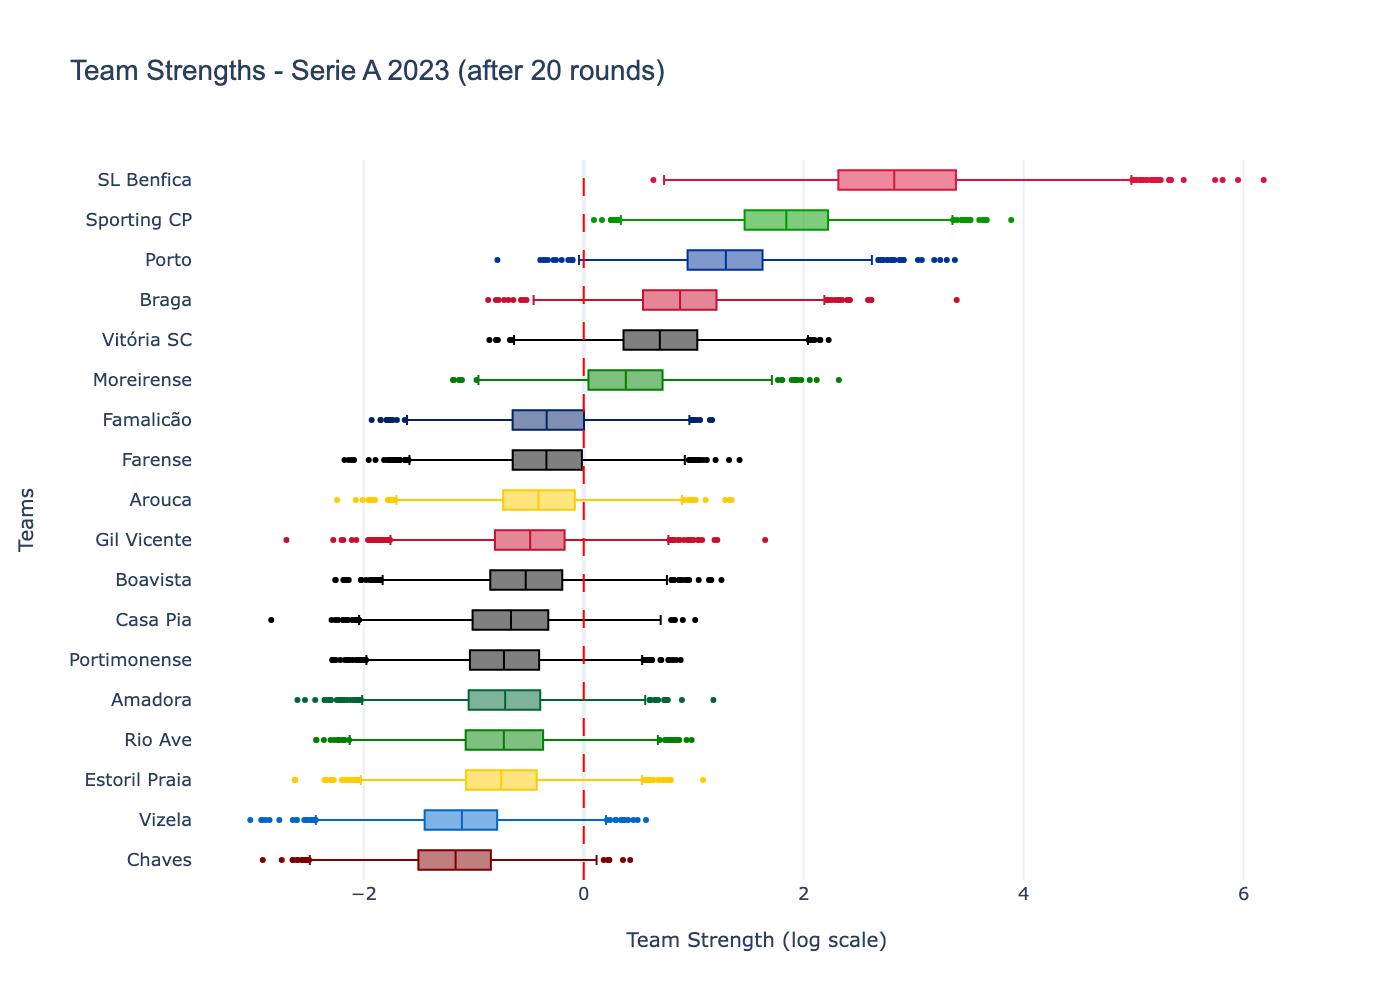 Team Strengths - Serie A 2023 (after 20 rounds)
Teams
SL Benfica
Sporting CP
Porto
Braga
Vitória SC
Moreirense
Famalicão
Farense
Arouca
Gil Vicente
Boavista
Casa Pia
Portimonense
Amadora
Rio Ave
Estoril Praia
Vizela
Chaves
−2 0 2 4 6
Team Strength (log scale)